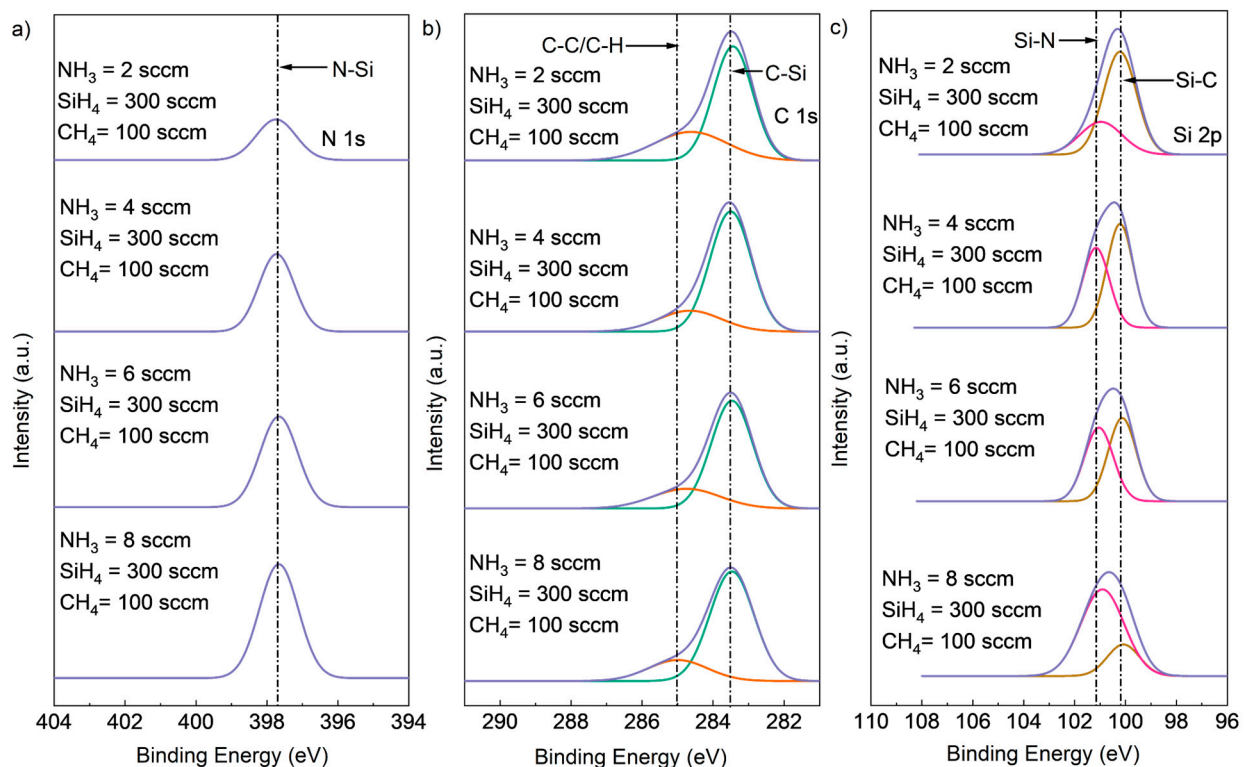 a)
NH₃ = 2 sccm
SiH₄ = 300 sccm
CH₄= 100 sccm
N-Si
N 1s
NH₃ = 4 sccm
SiH₄ = 300 sccm
CH₄= 100 sccm
NH₃ = 6 sccm
SiH₄ = 300 sccm
CH₄= 100 sccm
NH₃ = 8 sccm
SiH₄ = 300 sccm
CH₄= 100 sccm
Intensity (a.u.)
404 402 400 398 396 394
Binding Energy (eV)
b)
C-C/C-H
NH₃ = 2 sccm
SiH₄ = 300 sccm
CH₄= 100 sccm
C-Si
C 1s
NH₃ = 4 sccm
SiH₄ = 300 sccm
CH₄= 100 sccm
NH₃ = 6 sccm
SiH₄ = 300 sccm
CH₄= 100 sccm
NH₃ = 8 sccm
SiH₄ = 300 sccm
CH₄= 100 sccm
Intensity (a.u.)
290 288 286 284 282
Binding Energy (eV)
c)
Si-N
NH₃ = 2 sccm
SiH₄ = 300 sccm
CH₄= 100 sccm
Si-C
Si 2p
NH₃ = 4 sccm
SiH₄ = 300 sccm
CH₄= 100 sccm
NH₃ = 6 sccm
SiH₄ = 300 sccm
CH₄= 100 sccm
NH₃ = 8 sccm
SiH₄ = 300 sccm
CH₄= 100 sccm
Intensity (a.u.)
110 108 106 104 102 100 98 96
Binding Energy (eV)